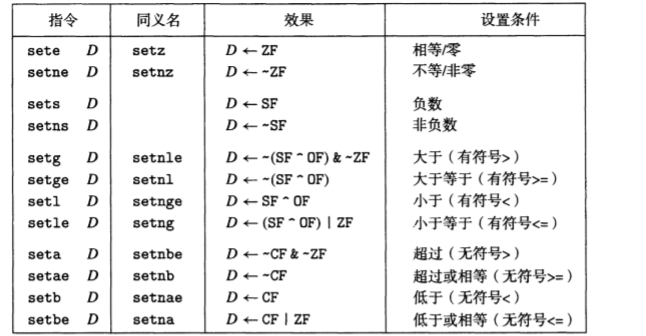 指令 同义名 效果 设置条件
sete D setz D ← ZF 相等/零
setne D setnz D ← ~ZF 不等/非零
sets D D ← SF 负数
setns D D ← ~SF 非负数
setg D setnle D ← ~(SF ^ OF) & ~ZF 大于（有符号>）
setge D setnl D ← ~(SF ^ OF) 大于等于（有符号>=）
setl D setnge D ← SF ^ OF 小于（有符号<）
setle D setng D ← (SF ^ OF) | ZF 小于等于（有符号<=）
seta D setnbe D ← ~CF & ~ZF 超过（无符号>）
setae D setnb D ← ~CF 超过或相等（无符号>=）
setb D setnae D ← CF 低于（无符号<）
setbe D setna D ← CF | ZF 低于或相等（无符号<=）